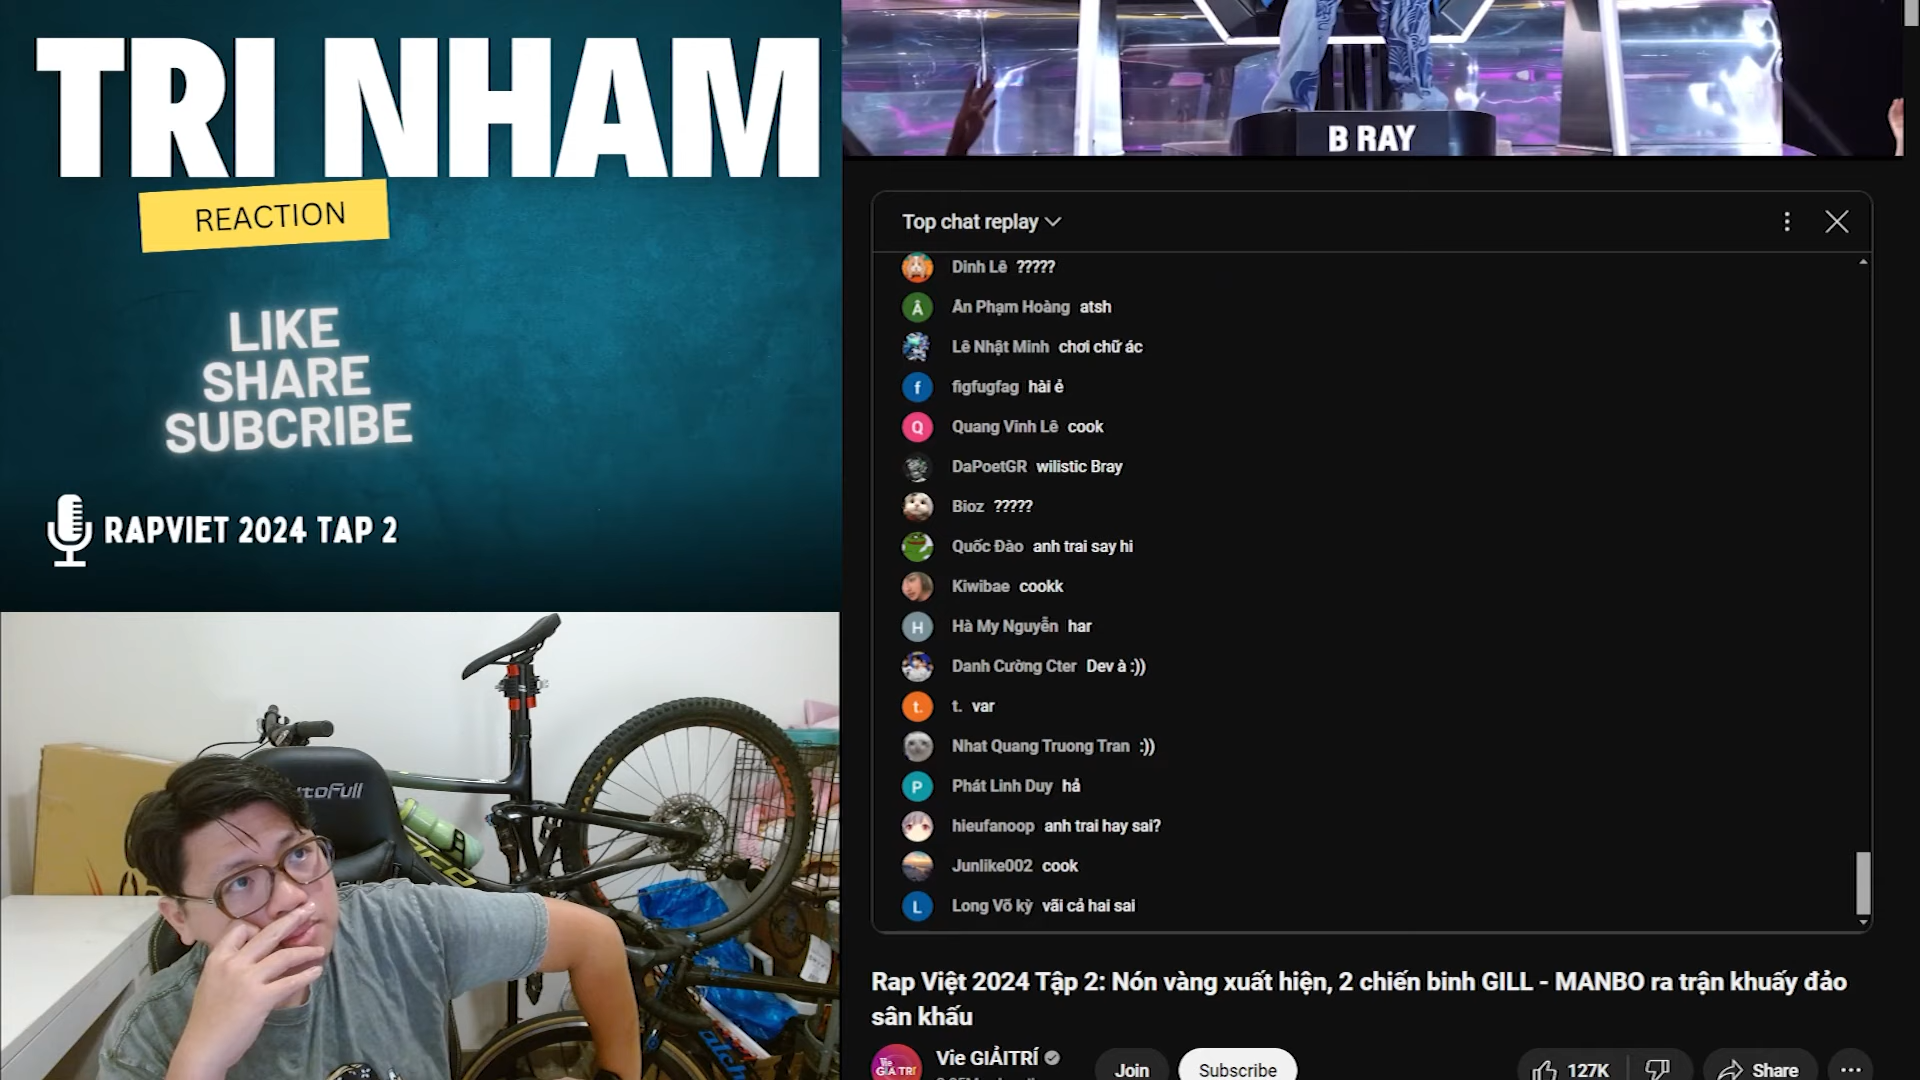 TRI NHAM
REACTION
LIKE
SHARE
SUBCRIBE
RAPVIET 2024 TAP 2
B RAY
Top chat replay
Dinh Lê ?????
Ân Phạm Hoàng atsh
Lê Nhật Minh chơi chữ ác
figfugfag hài ẻ
Quang Vinh Lê cook
DaPoetGR wilistic Bray
Bioz ?????
Quốc Đào anh trai say hi
Kiwibae cookk
Hà My Nguyễn har
Danh Cường Cter Dev à :))
t. var
Nhat Quang Truong Tran :))
Phát Linh Duy hả
hieufanoop anh trai hay sai?
Junlike002 cook
Long Võ kỳ vãi cả hai sai
Rap Việt 2024 Tập 2: Nón vàng xuất hiện, 2 chiến binh GILL - MANBO ra trận khuấy đảo
sân khấu
Vie GIẢITRÍ
Join
Subscribe
127K
Share
MAXXIS